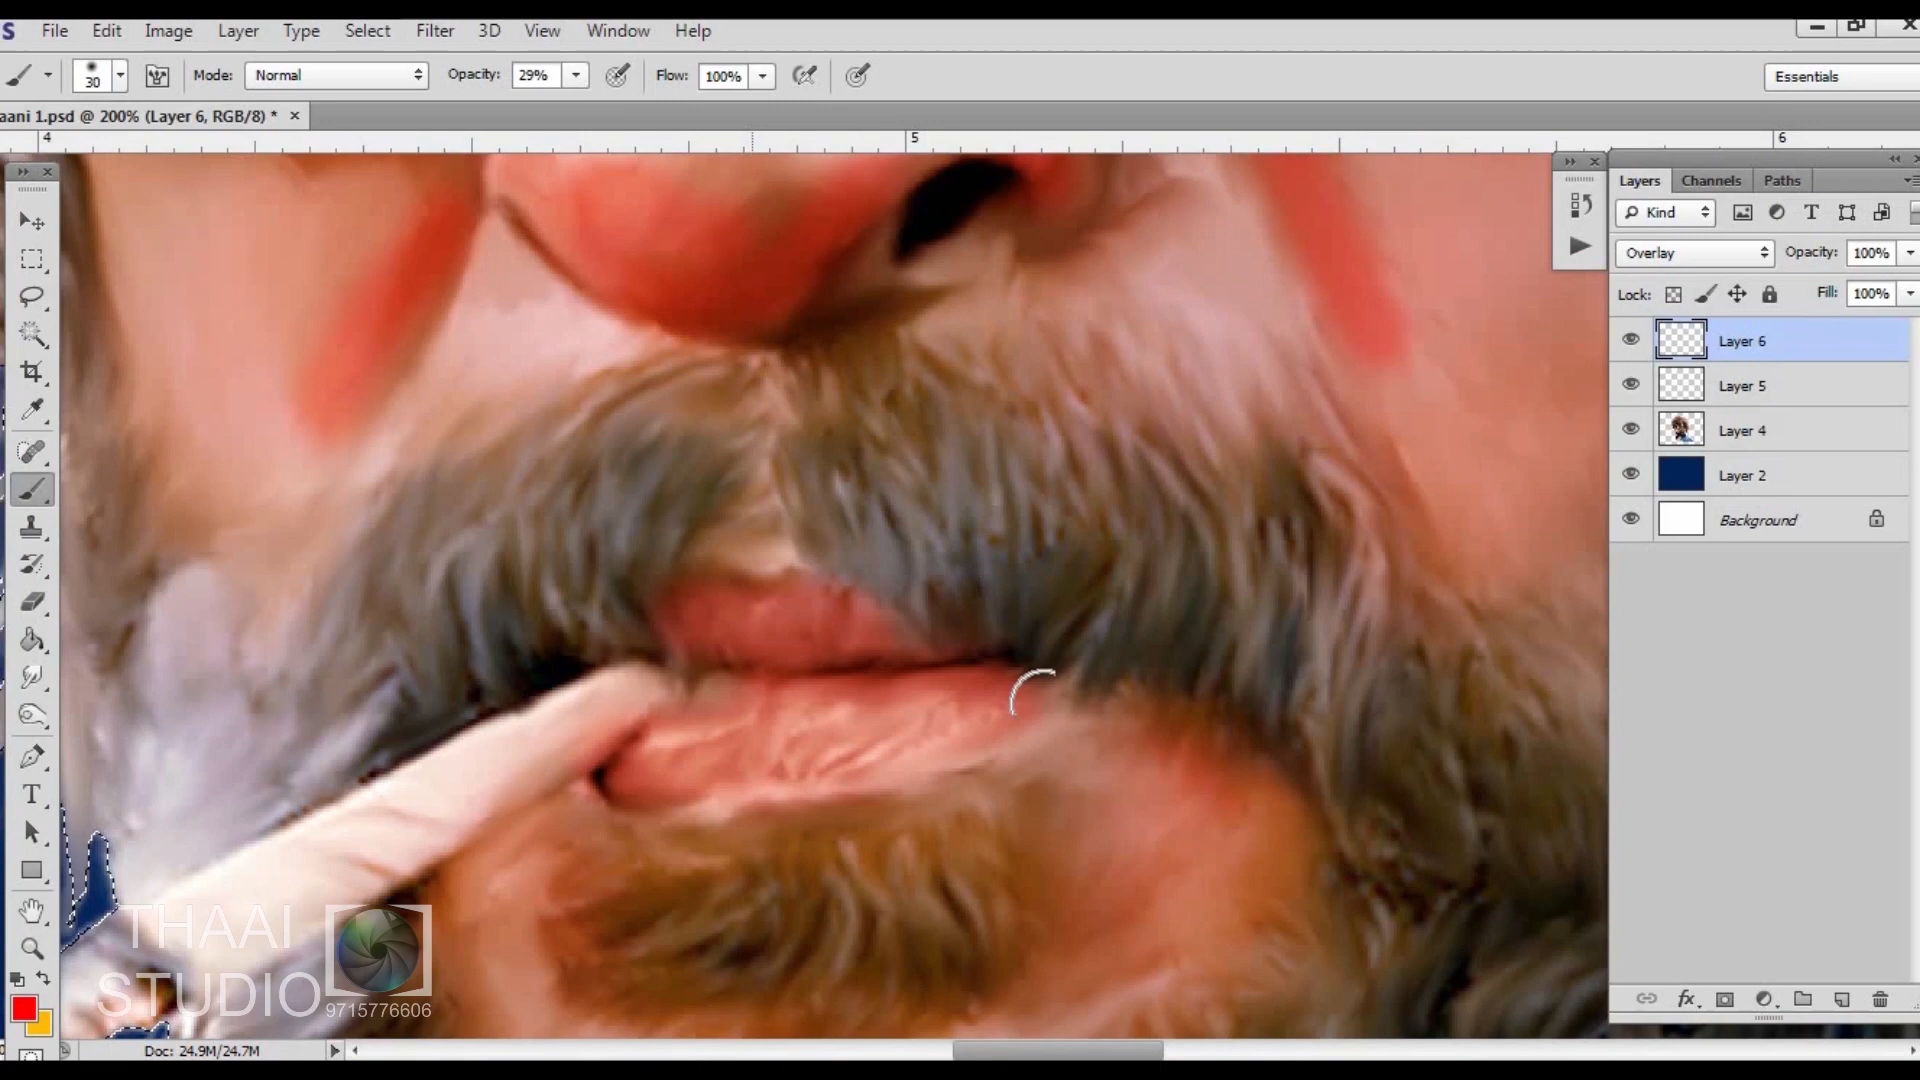 S File Edit Image Layer Type Select Filter 3D View Window Help
30 Mode: Normal Opacity: 29% Flow: 100% Essentials
aani 1.psd @ 200% (Layer 6, RGB/8) * ×
4 5 6
Layers Channels Paths
Kind T
Overlay Opacity: 100%
Lock: Fill: 100%
Layer 6
Layer 5
Layer 4
Layer 2
Background
T
THAAI
STUDIO
9715776606
fx
Doc: 24.9M/24.7M